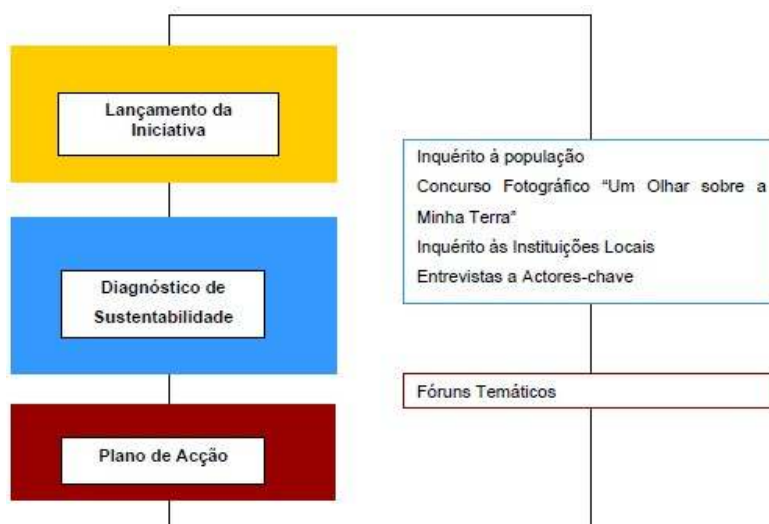 Lançamento da
Iniciativa
Diagnóstico de
Sustentabilidade
Plano de Acção
Inquérito à população
Concurso Fotográfico “Um Olhar sobre a
Minha Terra”
Inquérito às Instituições Locais
Entrevistas a Actores-chave
Fóruns Temáticos